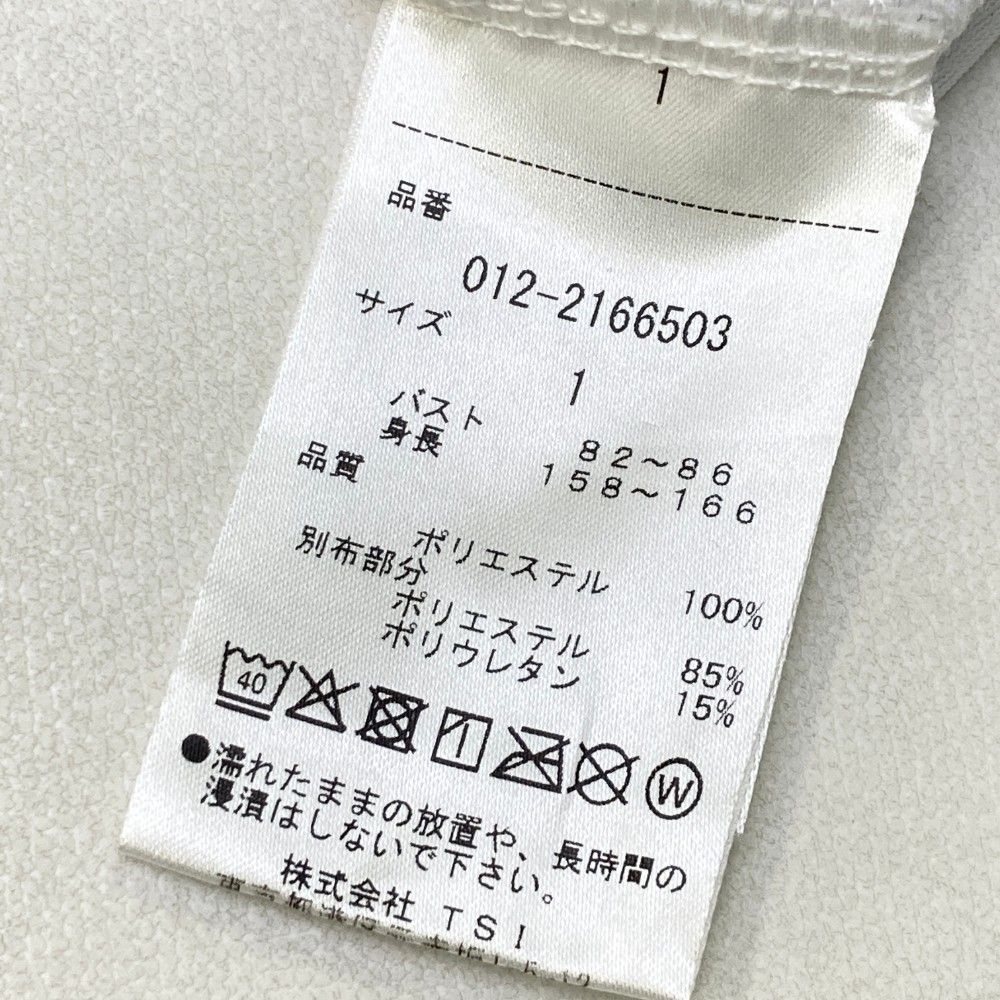 1
品番
012-2166503
サイズ
1
バスト 82～86
身長 158～166
品質
ポリエステル 100%
別布部分
ポリエステル 85%
ポリウレタン 15%
40 W
●濡れたままの放置や、長時間の
浸漬はしないで下さい。
株式会社 TSI